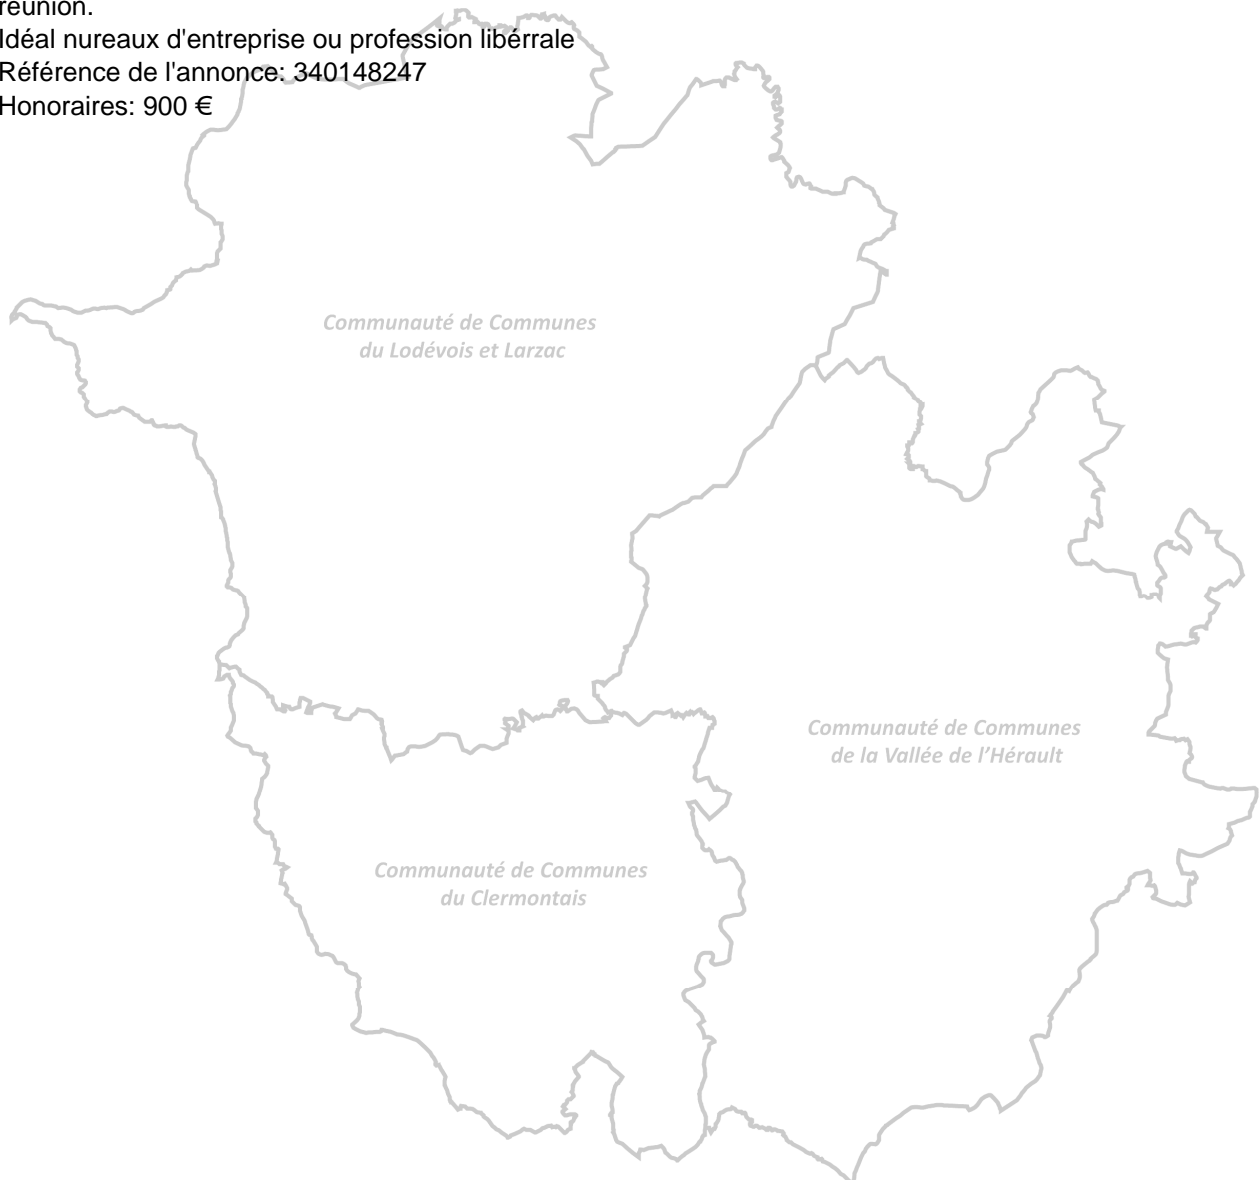 réunion.
Idéal nureaux d'entreprise ou profession libérrale
Référence de l'annonce: 340148247
Honoraires: 900 €
Communauté de Communes
du Lodévois et Larzac
Communauté de Communes
de la Vallée de l'Hérault
Communauté de Communes
du Clermontais